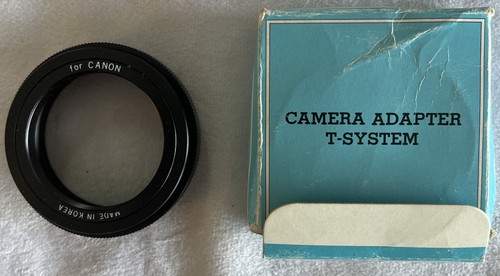 for CANON
MADE IN KOREA
CAMERA ADAPTER
T-SYSTEM